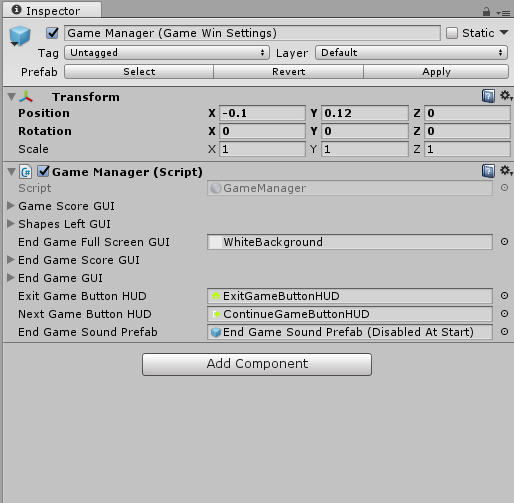 Inspector
Game Manager (Game Win Settings) Static
Tag Untagged Layer Default
Prefab Select Revert Apply
Transform
Position X -0.1 Y 0.12 Z 0
Rotation X 0 Y 0 Z 0
Scale X 1 Y 1 Z 1
Game Manager (Script)
Script GameManager
Game Score GUI
Shapes Left GUI
End Game Full Screen GUI WhiteBackground
End Game Score GUI
End Game GUI
Exit Game Button HUD ExitGameButtonHUD
Next Game Button HUD ContinueGameButtonHUD
End Game Sound Prefab End Game Sound Prefab (Disabled At Start)
Add Component